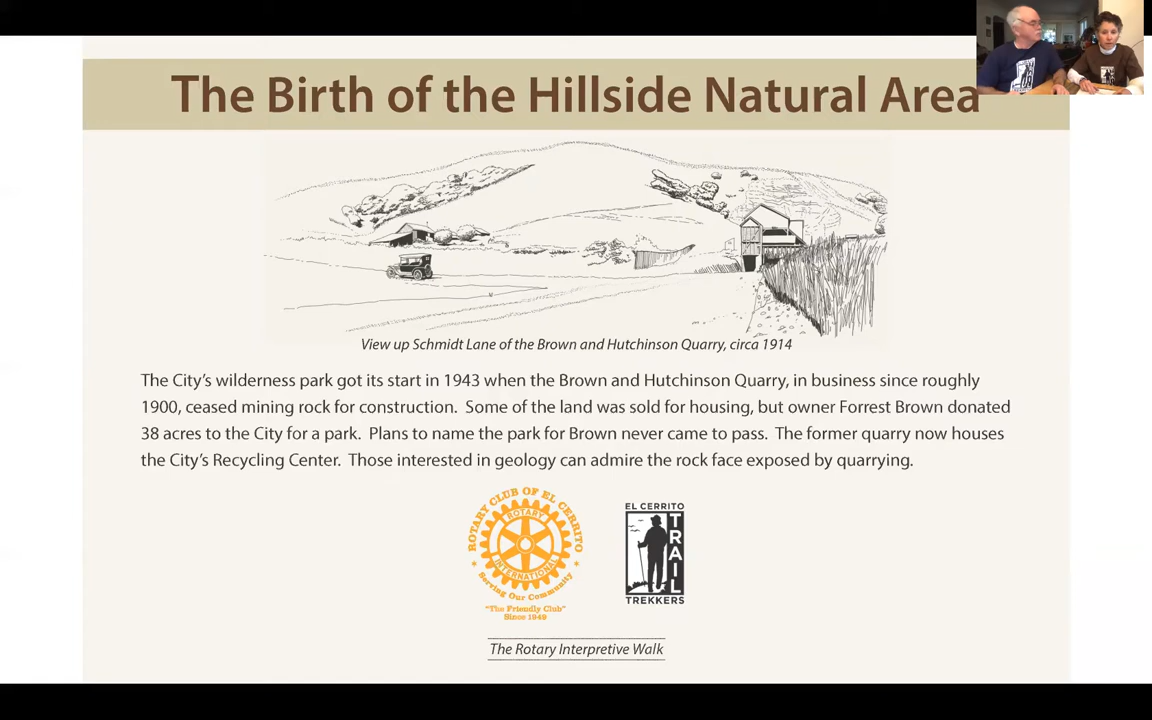 The Birth of the Hillside Natural Area
View up Schmidt Lane of the Brown and Hutchinson Quarry, circa 1914
The City's wilderness park got its start in 1943 when the Brown and Hutchinson Quarry, in business since roughly
1900, ceased mining rock for construction.  Some of the land was sold for housing, but owner Forrest Brown donated
38 acres to the City for a park.  Plans to name the park for Brown never came to pass.  The former quarry now houses
the City's Recycling Center.  Those interested in geology can admire the rock face exposed by quarrying.
ROTARY CLUB OF EL CERRITO
ROTARY
INTERNATIONAL
Serving Our Community
"The Friendly Club"
Since 1949
EL CERRITO
TRAIL
TREKKERS
The Rotary Interpretive Walk